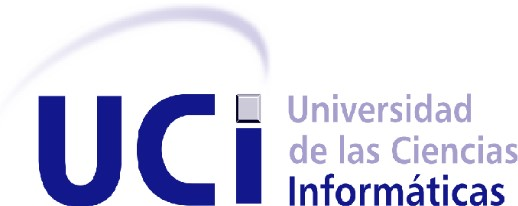 UCi
Universidad
de las Ciencias
Informáticas